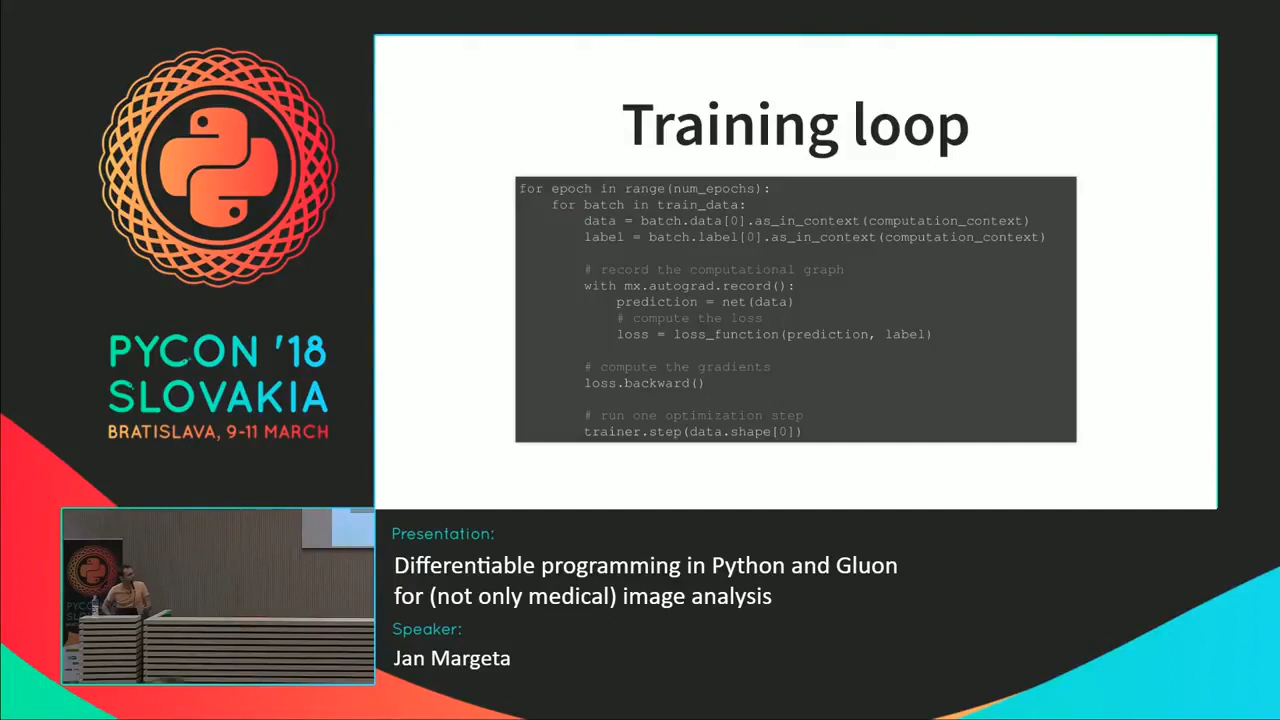 PYCON '18
SLOVAKIA
BRATISLAVA, 9-11 MARCH
Training loop
for epoch in range(num_epochs):
    for batch in train_data:
        data = batch.data[0].as_in_context(computation_context)
        label = batch.label[0].as_in_context(computation_context)
        # record the computational graph
        with mx.autograd.record():
            prediction = net(data)
            # compute the loss
            loss = loss_function(prediction, label)
        # compute the gradients
        loss.backward()
        # run one optimization step
        trainer.step(data.shape[0])
Presentation:
Differentiable programming in Python and Gluon
for (not only medical) image analysis
Speaker:
Jan Margeta